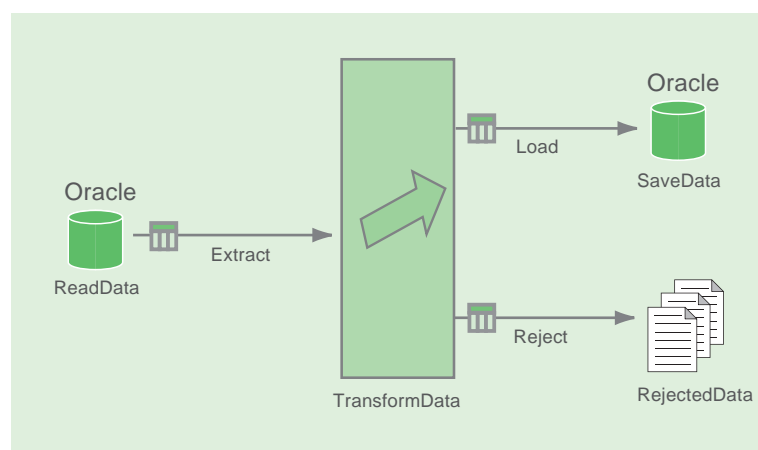 Oracle
ReadData
Extract
TransformData
Oracle
Load
SaveData
Reject
RejectedData